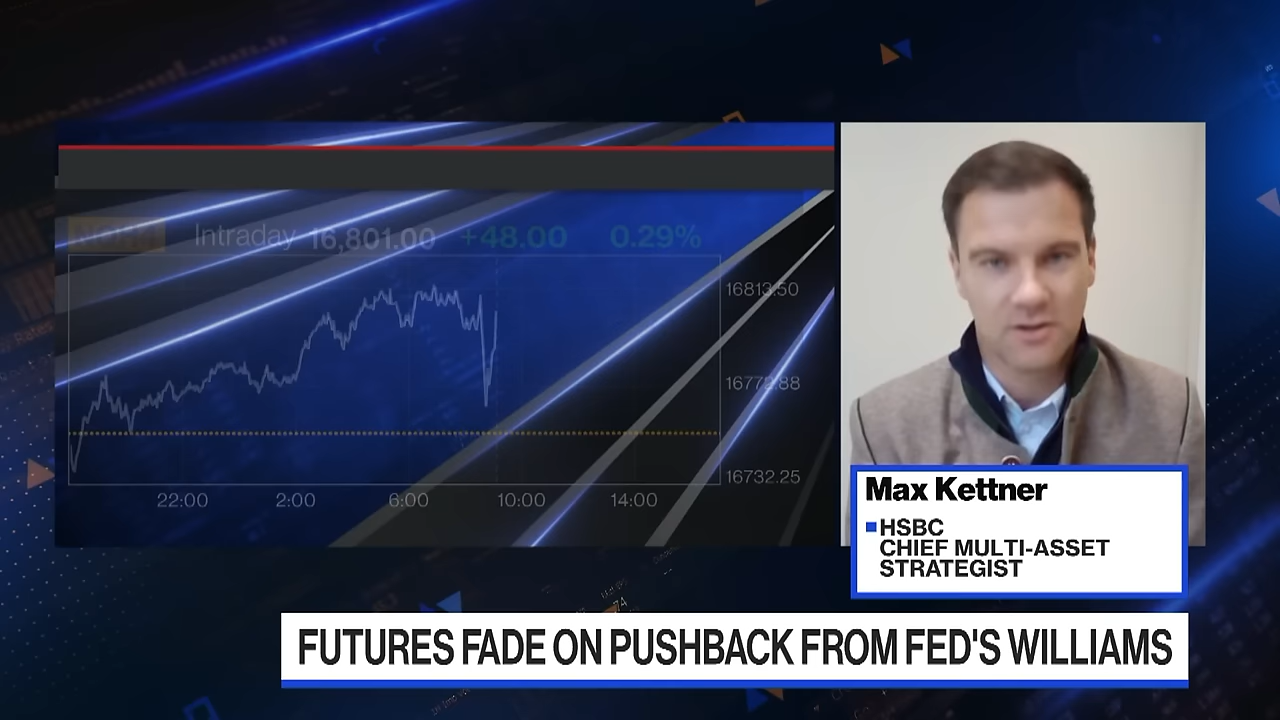 Intraday 16,801.00 +48.00 0.29%
16813.50
16772.88
16732.25
22:00 2:00 6:00 10:00 14:00
Max Kettner
HSBC
CHIEF MULTI-ASSET
STRATEGIST
FUTURES FADE ON PUSHBACK FROM FED'S WILLIAMS